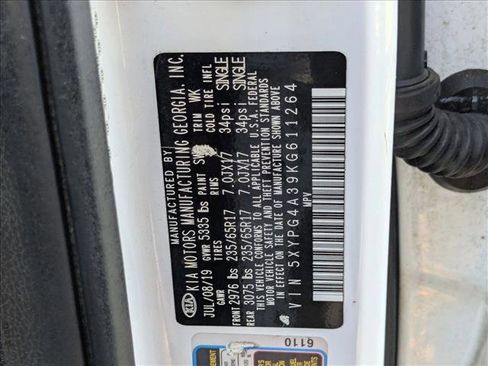 MANUFACTURED BY
KIA MOTORS MANUFACTURING GEORGIA, INC.
JUL/08/19 GVWR 5335 lbs PAINT TRIM WK
GAWR TIRES RIMS COLD TIRE INFL
FRONT 2976 lbs 235/65R17 7.0JX17 34psi SINGLE
REAR 3075 lbs 235/65R17 7.0JX17 34psi SINGLE
THIS VEHICLE CONFORMS TO ALL APPLICABLE U.S.A. FEDERAL
MOTOR VEHICLE SAFETY AND THEFT PREVENTION STANDARDS
IN EFFECT ON THE DATE OF MANUFACTURE SHOWN ABOVE
VIN 5XYPG4A39KG611264
MPV
KIA
6110